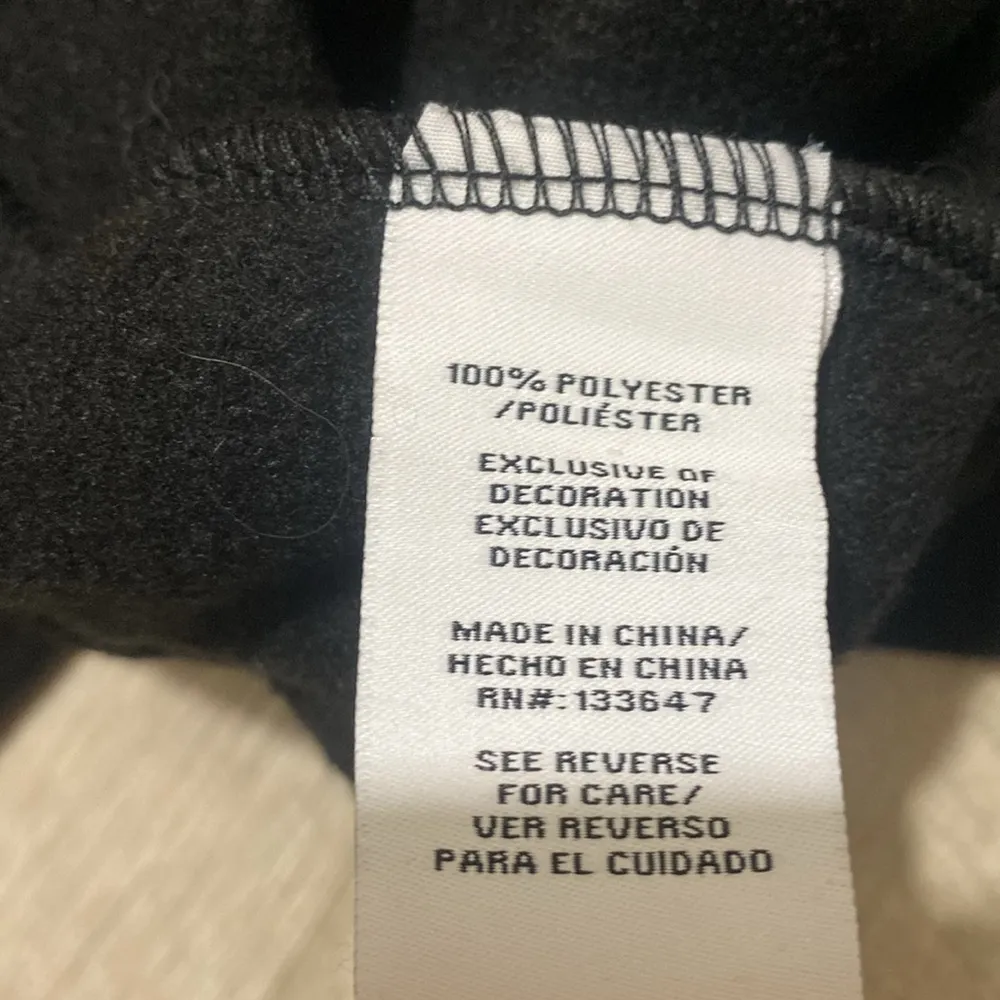 100% POLYESTER
/POLIÉSTER
EXCLUSIVE OF
DECORATION
EXCLUSIVO DE
DECORACIÓN
MADE IN CHINA/
HECHO EN CHINA
RN#:133647
SEE REVERSE
FOR CARE/
VER REVERSO
PARA EL CUIDADO